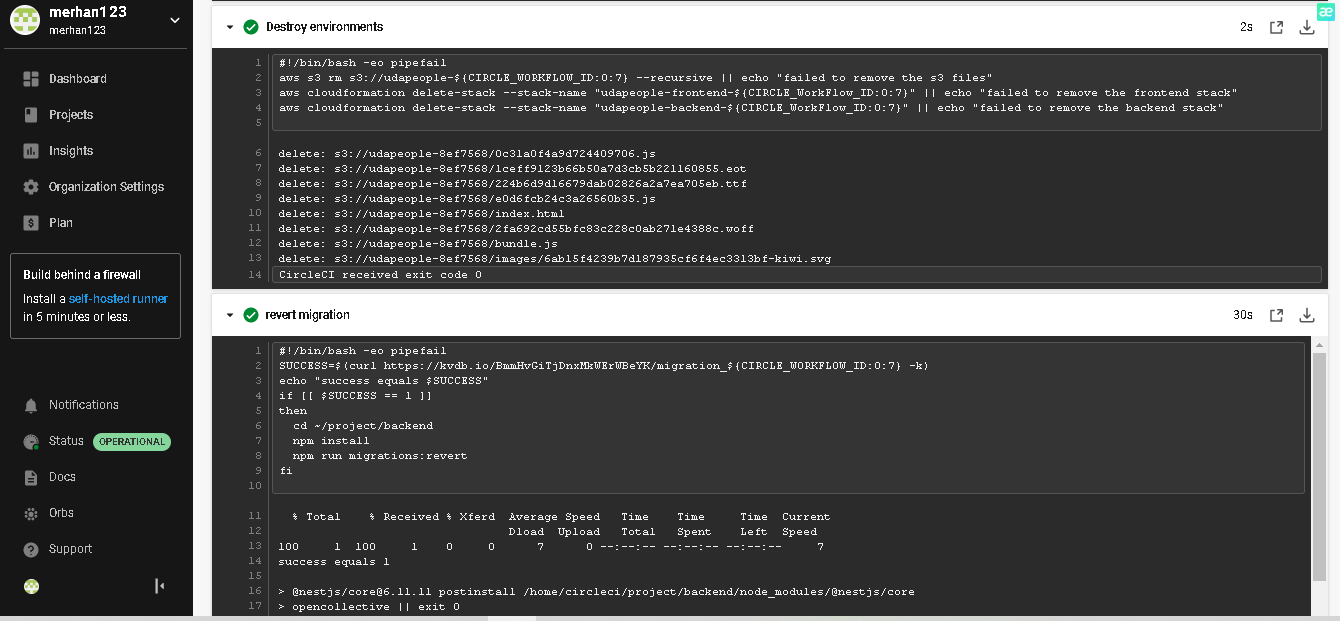 merhan123
merhan123
Dashboard
Projects
Insights
Organization Settings
Plan
Build behind a firewall
Install a self-hosted runner
in 5 minutes or less.
Notifications
Status OPERATIONAL
Docs
Orbs
Support
æ
Destroy environments 2s
1 #!/bin/bash -eo pipefail
2 aws s3 rm s3://udapeople-${CIRCLE_WORKFLOW_ID:0:7} --recursive || echo "failed to remove the s3 files"
3 aws cloudformation delete-stack --stack-name "udapeople-frontend-${CIRCLE_WorkFlow_ID:0:7}" || echo "failed to remove the frontend stack"
4 aws cloudformation delete-stack --stack-name "udapeople-backend-${CIRCLE_WorkFlow_ID:0:7}" || echo "failed to remove the backend stack"
5
6 delete: s3://udapeople-8ef7568/0c31a0f4a9d724409706.js
7 delete: s3://udapeople-8ef7568/1ceff9123b66b50a7d3cb5b221160855.eot
8 delete: s3://udapeople-8ef7568/224b6d9d16679dab02826a2a7ea705eb.ttf
9 delete: s3://udapeople-8ef7568/e0d6fcb24c3a26560b35.js
10 delete: s3://udapeople-8ef7568/index.html
11 delete: s3://udapeople-8ef7568/2fa692cd55bfc83c228c0ab271e4388c.woff
12 delete: s3://udapeople-8ef7568/bundle.js
13 delete: s3://udapeople-8ef7568/images/6ab15f4239b7d187935cf6f4ec3313bf-kiwi.svg
14 CircleCI received exit code 0
revert migration 30s
1 #!/bin/bash -eo pipefail
2 SUCCESS=$(curl https://kvdb.io/BmmHvGiTjDnxMkWErWBeYK/migration_${CIRCLE_WORKFLOW_ID:0:7} -k)
3 echo "success equals $SUCCESS"
4 if [[ $SUCCESS == 1 ]]
5 then
6 cd ~/project/backend
7 npm install
8 npm run migrations:revert
9 fi
10
11 % Total % Received % Xferd Average Speed Time Time Time Current
12 Dload Upload Total Spent Left Speed
13 100 1 100 1 0 0 7 0 --:--:-- --:--:-- --:--:-- 7
14 success equals 1
15
16 > @nestjs/core@6.11.11 postinstall /home/circleci/project/backend/node_modules/@nestjs/core
17 > opencollective || exit 0